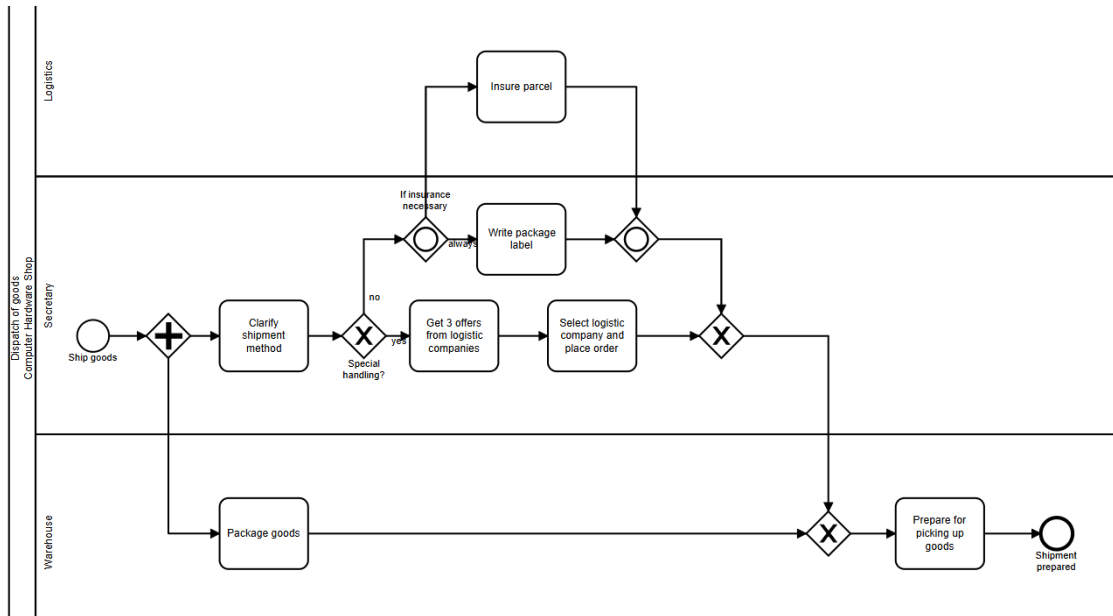 Dispatch of goods
Computer Hardware Shop
Logistics
Insure parcel
Secretary
If insurance
necessary
always
Write package
label
no
Ship goods
Clarify
shipment
method
Special
handling?
yes
Get 3 offers
from logistic
companies
Select logistic
company and
place order
Warehouse
Package goods
Prepare for
picking up
goods
Shipment
prepared